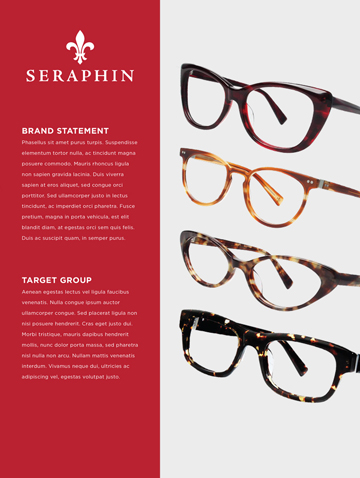 SERAPHIN
BRAND STATEMENT
Phasellus sit amet purus turpis. Suspendisse
elementum tortor nulla, ac tincidunt magna
posuere commodo. Mauris rhoncus ligula
non sapien gravida lacinia. Duis viverra
sapien at eros aliquet, sed congue orci
porttitor. Sed ullamcorper justo in lectus
tincidunt, ac imperdiet orci pharetra. Fusce
pretium, magna in porta vehicula, est elit
blandit diam, at egestas orci sem quis felis.
Duis ac suscipit quam, in semper purus.
TARGET GROUP
Aenean egestas lectus vel ligula faucibus
venenatis. Nulla congue ipsum auctor
ullamcorper congue. Sed placerat ligula non
nisi posuere hendrerit. Cras eget justo dui.
Morbi tristique, mauris dapibus hendrerit
mollis, nunc dolor porta massa, sed pharetra
nisl nulla non arcu. Nullam mattis venenatis
interdum. Vivamus neque dui, ultricies ac
adipiscing vel, egestas volutpat justo.